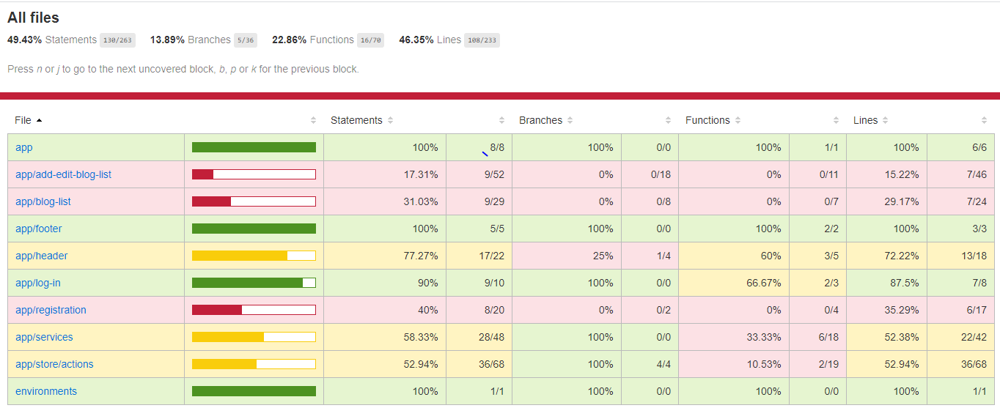 All files
49.43% Statements 130/263 13.89% Branches 5/36 22.86% Functions 16/70 46.35% Lines 108/233
Press n or j to go to the next uncovered block, b, p or k for the previous block.
File Statements Branches Functions Lines
app 100% 8/8 100% 0/0 100% 1/1 100% 6/6
app/add-edit-blog-list 17.31% 9/52 0% 0/18 0% 0/11 15.22% 7/46
app/blog-list 31.03% 9/29 0% 0/8 0% 0/7 29.17% 7/24
app/footer 100% 5/5 100% 0/0 100% 2/2 100% 3/3
app/header 77.27% 17/22 25% 1/4 60% 3/5 72.22% 13/18
app/log-in 90% 9/10 100% 0/0 66.67% 2/3 87.5% 7/8
app/registration 40% 8/20 0% 0/2 0% 0/4 35.29% 6/17
app/services 58.33% 28/48 100% 0/0 33.33% 6/18 52.38% 22/42
app/store/actions 52.94% 36/68 100% 4/4 10.53% 2/19 52.94% 36/68
environments 100% 1/1 100% 0/0 100% 0/0 100% 1/1